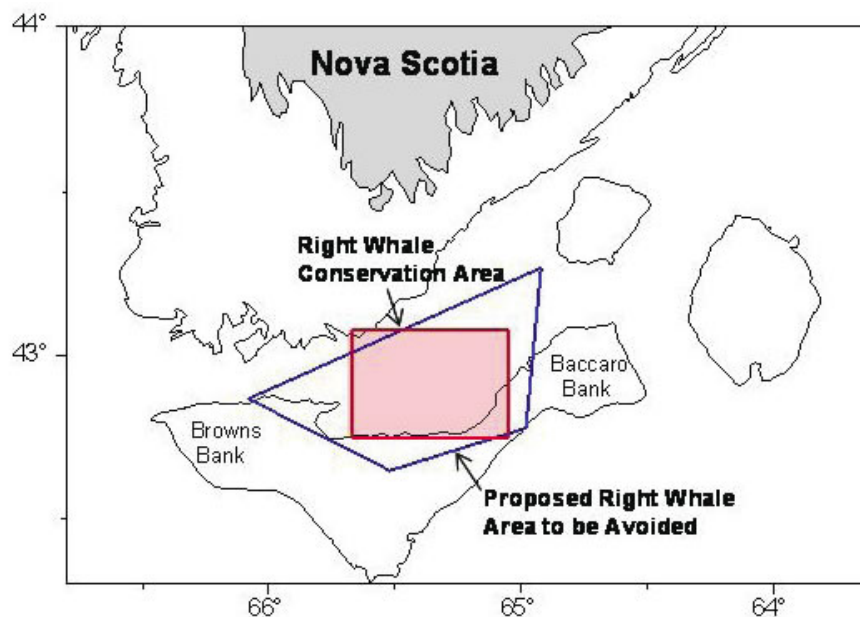 44°
Nova Scotia
Right Whale
Conservation Area
43°
Baccaro
Bank
Browns
Bank
Proposed Right Whale
Area to be Avoided
66°
65°
64°